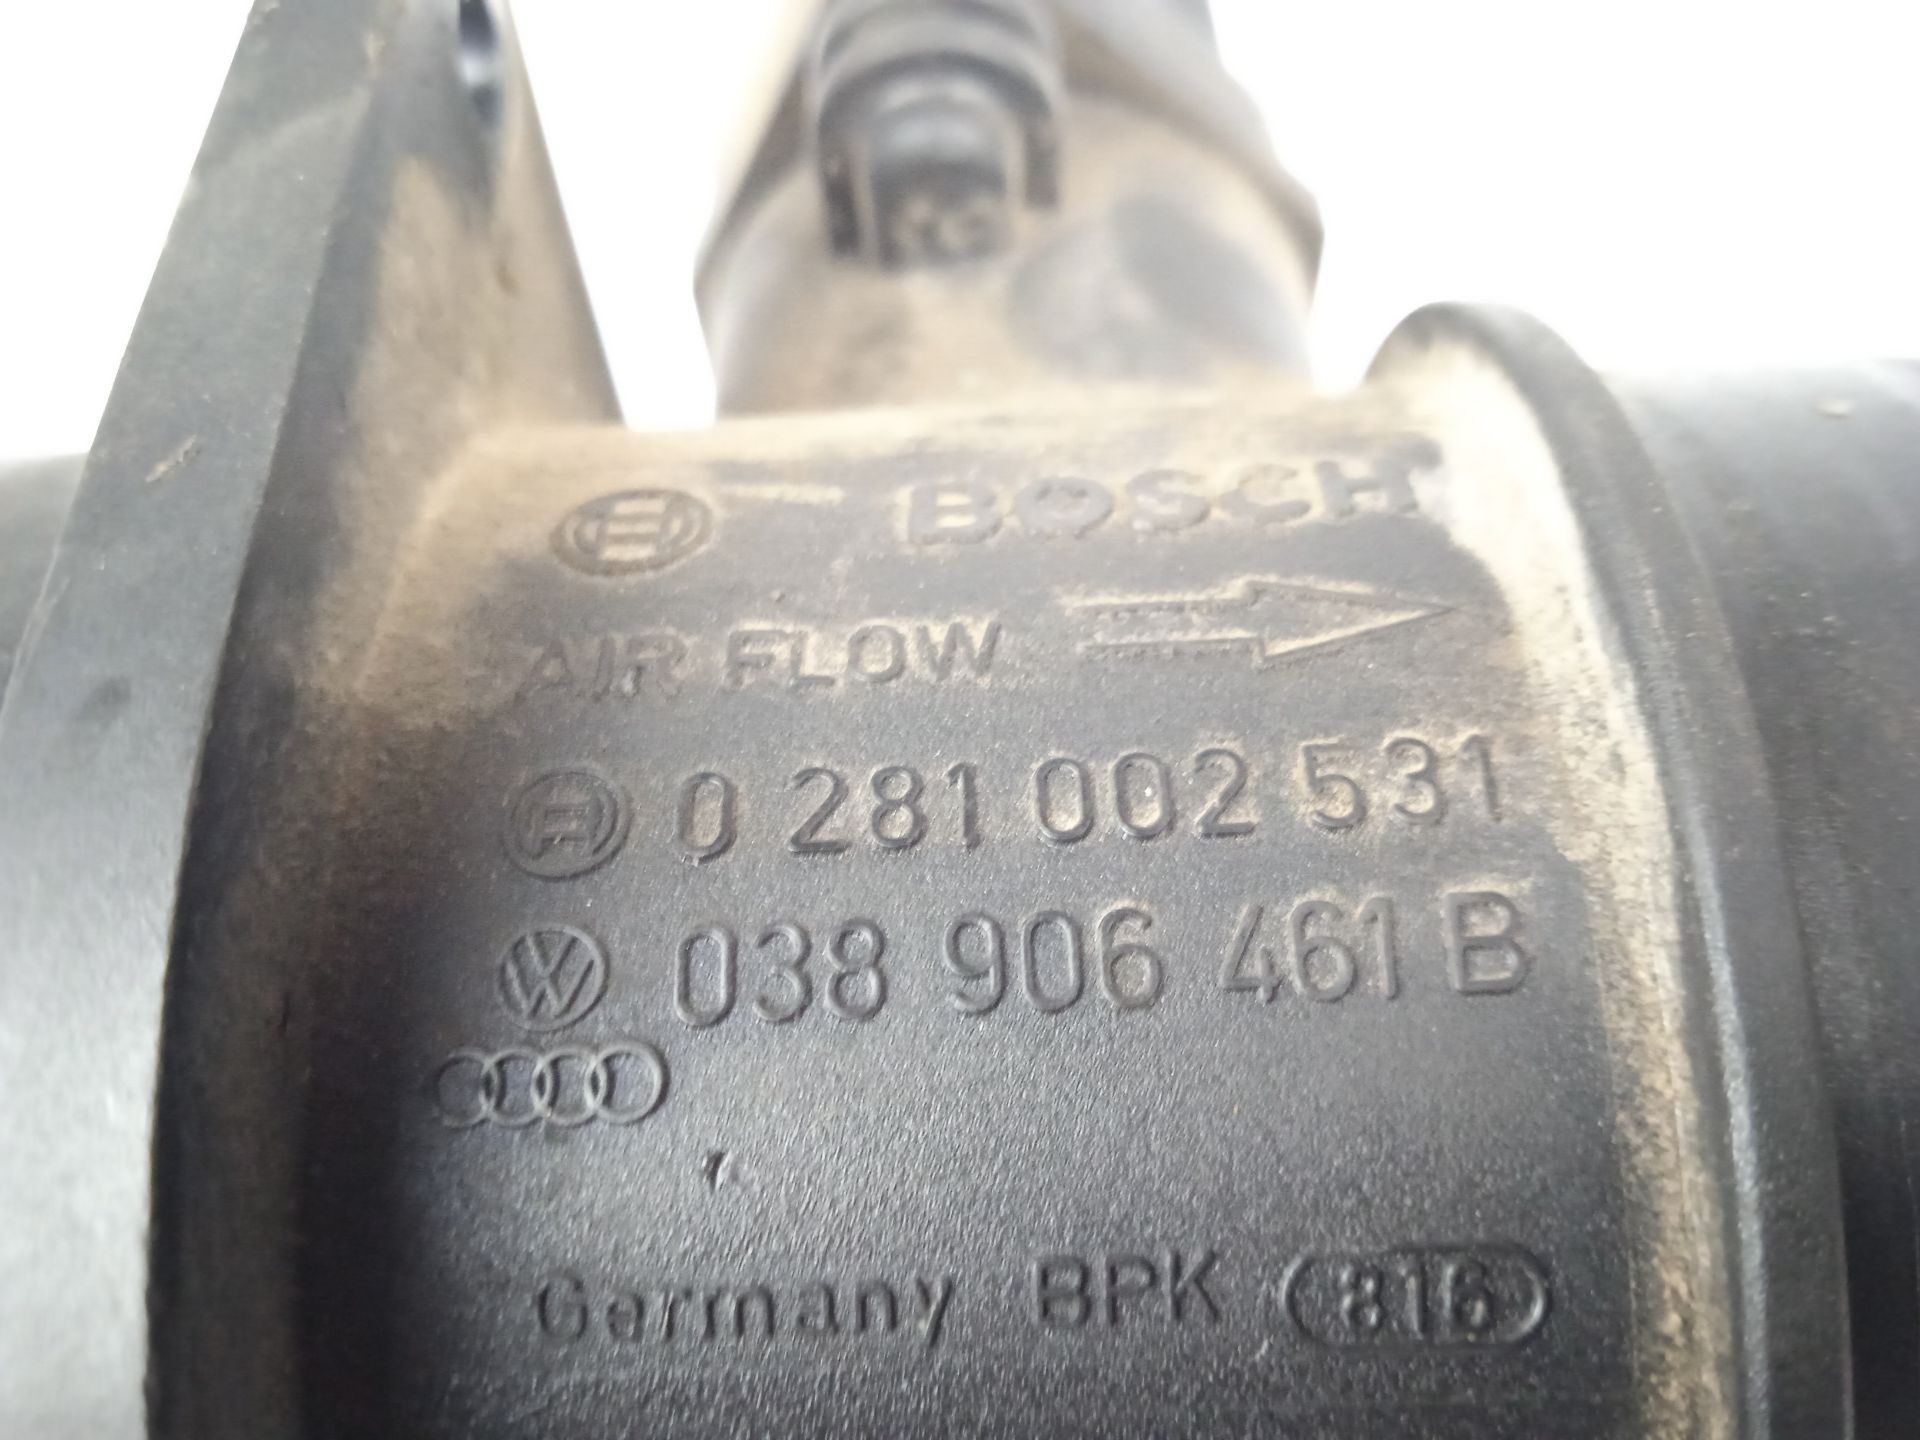 BOSCH
AIR FLOW
0 281 002 531
038 906 461 B
Germany BPK 816